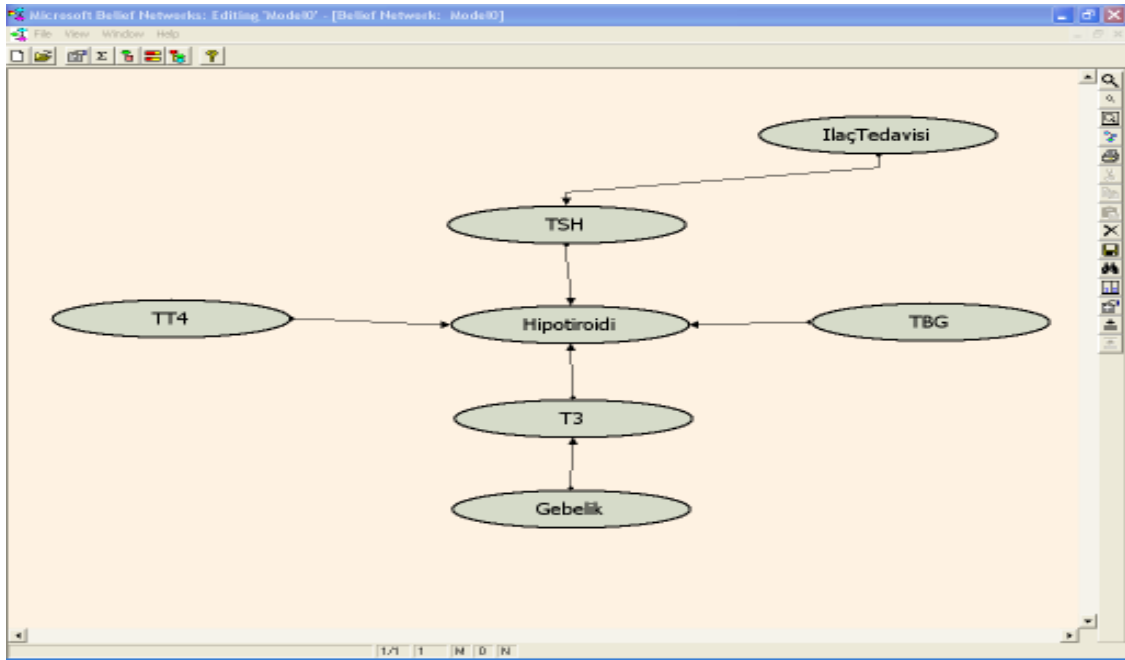 Microsoft Belief Networks: Editing 'Model0' - [Belief Network: Model0]
File View Window Help
IlaçTedavisi
TSH
TT4
Hipotiroidi
TBG
T3
Gebelik
1/1 1 M D N